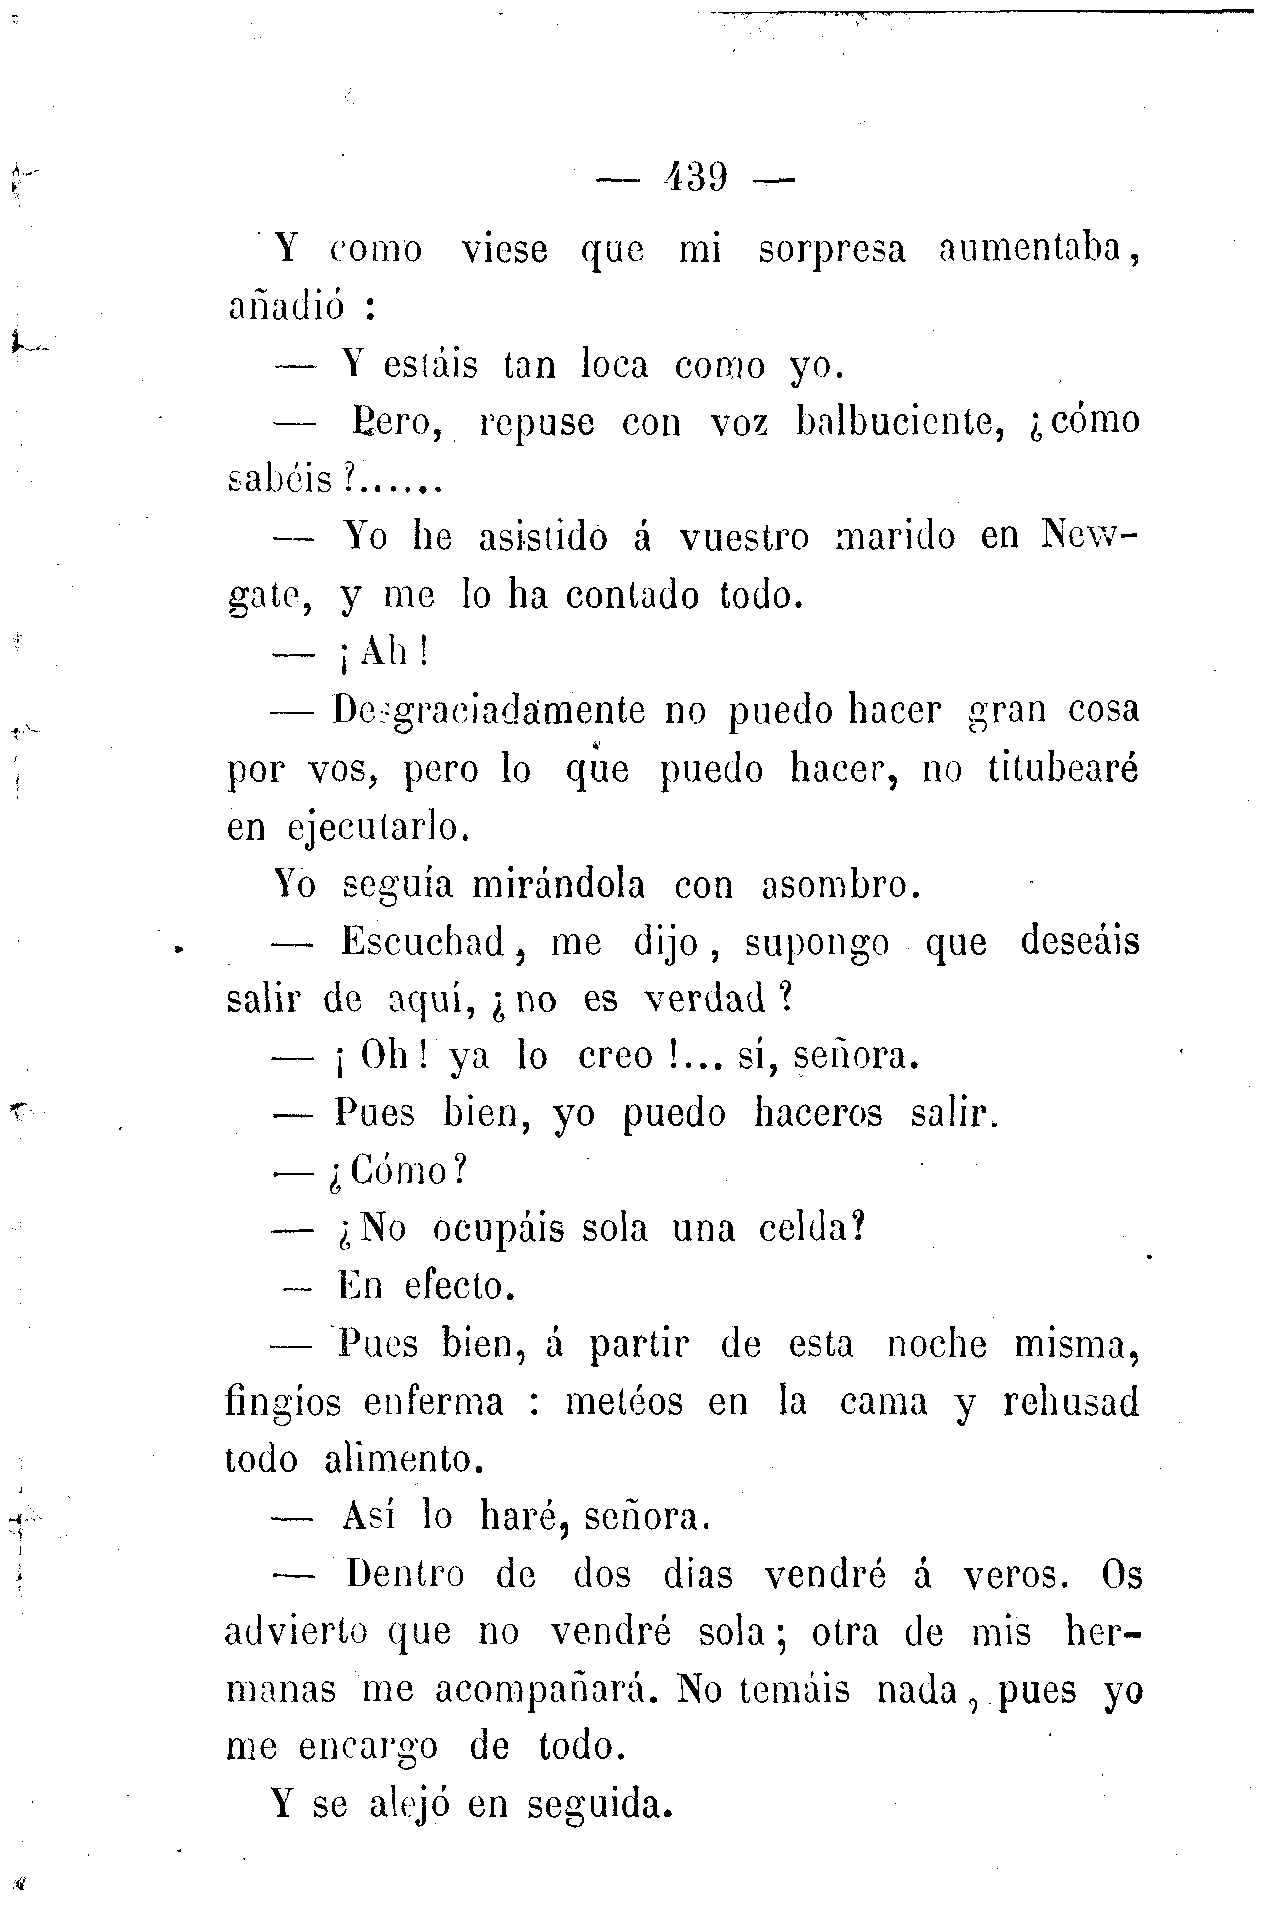 — 439 —
Y como viese que mi sorpresa aumentaba,
añadió :
— Y estáis tan loca como yo.
— Pero, repuse con voz balbuciente, ¿cómo
sabéis?......
— Yo he asistido á vuestro marido en New-
gate, y me lo ha contado todo.
— ¡Ah!
— Desgraciadamente no puedo hacer gran cosa
por vos, pero lo que puedo hacer, no titubearé
en ejecutarlo.
Yo seguía mirándola con asombro.
— Escuchad, me dijo, supongo que deseáis
salir de aquí, ¿no es verdad?
— ¡Oh! ya lo creo!... sí, señora.
— Pues bien, yo puedo haceros salir.
— ¿Cómo?
— ¿No ocupáis sola una celda?
— En efecto.
— Pues bien, á partir de esta noche misma,
fingíos enferma : metéos en la cama y rehusad
todo alimento.
— Así lo haré, señora.
— Dentro de dos dias vendré á veros. Os
advierto que no vendré sola; otra de mis her-
manas me acompañará. No temáis nada, pues yo
me encargo de todo.
Y se alejó en seguida.